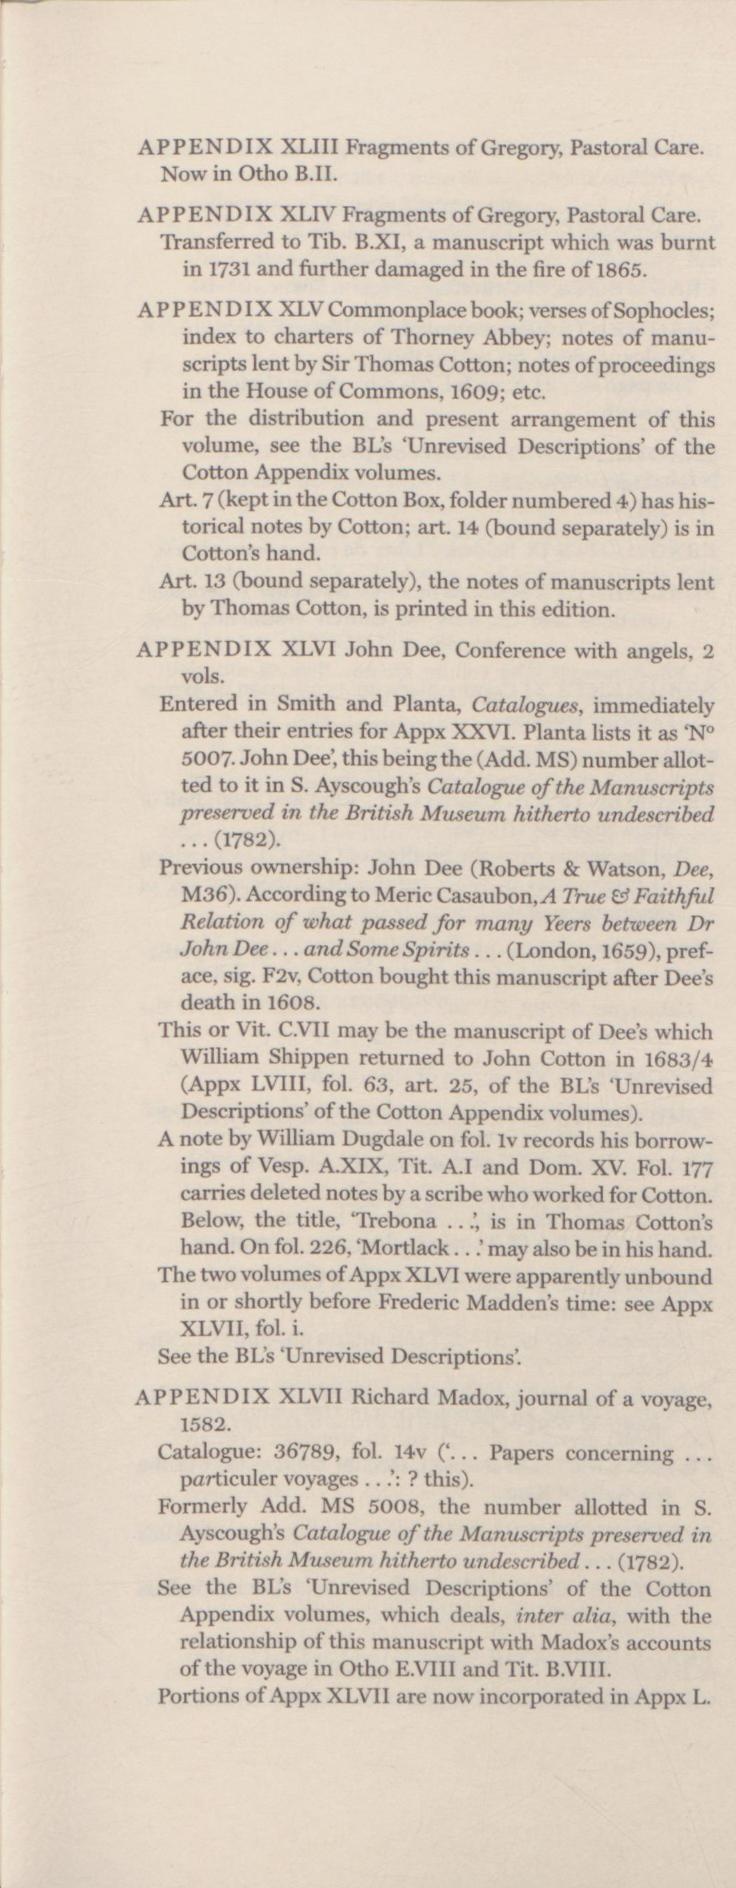 APPENDIX XLIII Fragments of Gregory, Pastoral Care.
Now in Otho B.II.
APPENDIX XLIV Fragments of Gregory, Pastoral Care.
Transferred to Tib. B.XI, a manuscript which was burnt
in 1731 and further damaged in the fire of 1865.
APPENDIX XLV Commonplace book; verses of Sophocles;
index to charters of Thorney Abbey; notes of manu-
scripts lent by Sir Thomas Cotton; notes of proceedings
in the House of Commons, 1609; etc.
For the distribution and present arrangement of this
volume, see the BL's ‘Unrevised Descriptions’ of the
Cotton Appendix volumes.
Art. 7 (kept in the Cotton Box, folder numbered 4) has his-
torical notes by Cotton; art. 14 (bound separately) is in
Cotton's hand.
Art. 13 (bound separately), the notes of manuscripts lent
by Thomas Cotton, is printed in this edition.
APPENDIX XLVI John Dee, Conference with angels, 2
vols.
Entered in Smith and Planta, Catalogues, immediately
after their entries for Appx XXVI. Planta lists it as ‘Nº
5007. John Dee’, this being the (Add. MS) number allot-
ted to it in S. Ayscough's Catalogue of the Manuscripts
preserved in the British Museum hitherto undescribed
... (1782).
Previous ownership: John Dee (Roberts & Watson, Dee,
M36). According to Meric Casaubon, A True & Faithful
Relation of what passed for many Yeers between Dr
John Dee ... and Some Spirits ... (London, 1659), pref-
ace, sig. F2v, Cotton bought this manuscript after Dee's
death in 1608.
This or Vit. C.VII may be the manuscript of Dee's which
William Shippen returned to John Cotton in 1683/4
(Appx LVIII, fol. 63, art. 25, of the BL's ‘Unrevised
Descriptions’ of the Cotton Appendix volumes).
A note by William Dugdale on fol. 1v records his borrow-
ings of Vesp. A.XIX, Tit. A.I and Dom. XV. Fol. 177
carries deleted notes by a scribe who worked for Cotton.
Below, the title, ‘Trebona ...’, is in Thomas Cotton's
hand. On fol. 226, ‘Mortlack ...’ may also be in his hand.
The two volumes of Appx XLVI were apparently unbound
in or shortly before Frederic Madden's time: see Appx
XLVII, fol. i.
See the BL's ‘Unrevised Descriptions’.
APPENDIX XLVII Richard Madox, journal of a voyage,
1582.
Catalogue: 36789, fol. 14v (‘... Papers concerning ...
particuler voyages ...’: ? this).
Formerly Add. MS 5008, the number allotted in S.
Ayscough's Catalogue of the Manuscripts preserved in
the British Museum hitherto undescribed ... (1782).
See the BL's ‘Unrevised Descriptions’ of the Cotton
Appendix volumes, which deals, inter alia, with the
relationship of this manuscript with Madox's accounts
of the voyage in Otho E.VIII and Tit. B.VIII.
Portions of Appx XLVII are now incorporated in Appx L.